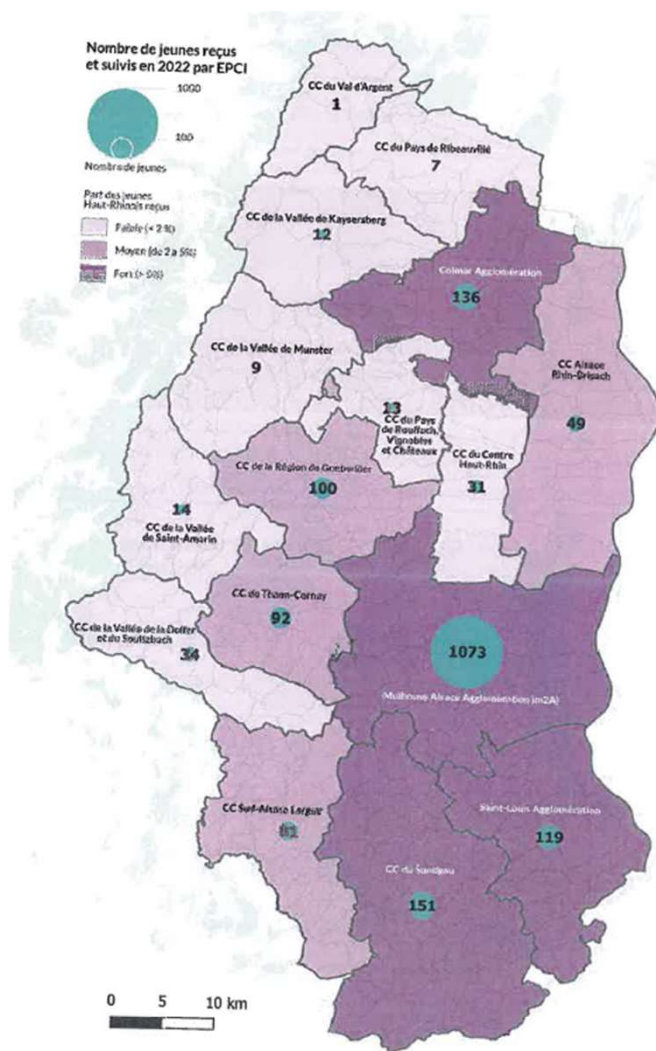 Nombre de jeunes reçus
et suivis en 2022 par EPCI
1000
100
Nombre de jeunes
Part des jeunes
Haut-Rhinois reçus
Faible (< 2 %)
Moyen (de 2 à 5%)
Fort (> 5%)
CC du Val d'Argent
1
CC du Pays de Ribeauvillé
7
CC de la Vallée de Kaysersberg
12
Colmar Agglomération
136
CC de la Vallée de Munster
9
CC Alsace
Rhin-Brisach
49
13
CC du Pays
de Rouffach,
Vignobles
et Châteaux
CC du Centre
Haut-Rhin
31
CC de la Région de Guebwiller
100
14
CC de la Vallée
de Saint-Amarin
CC de Thann-Cernay
92
CC de la Vallée de la Doller
et du Soultzbach
34
1073
Mulhouse Alsace Agglomération (m2A)
CC Sud-Alsace Largue
81
Saint-Louis Agglomération
119
CC du Sundgau
151
0 5 10 km